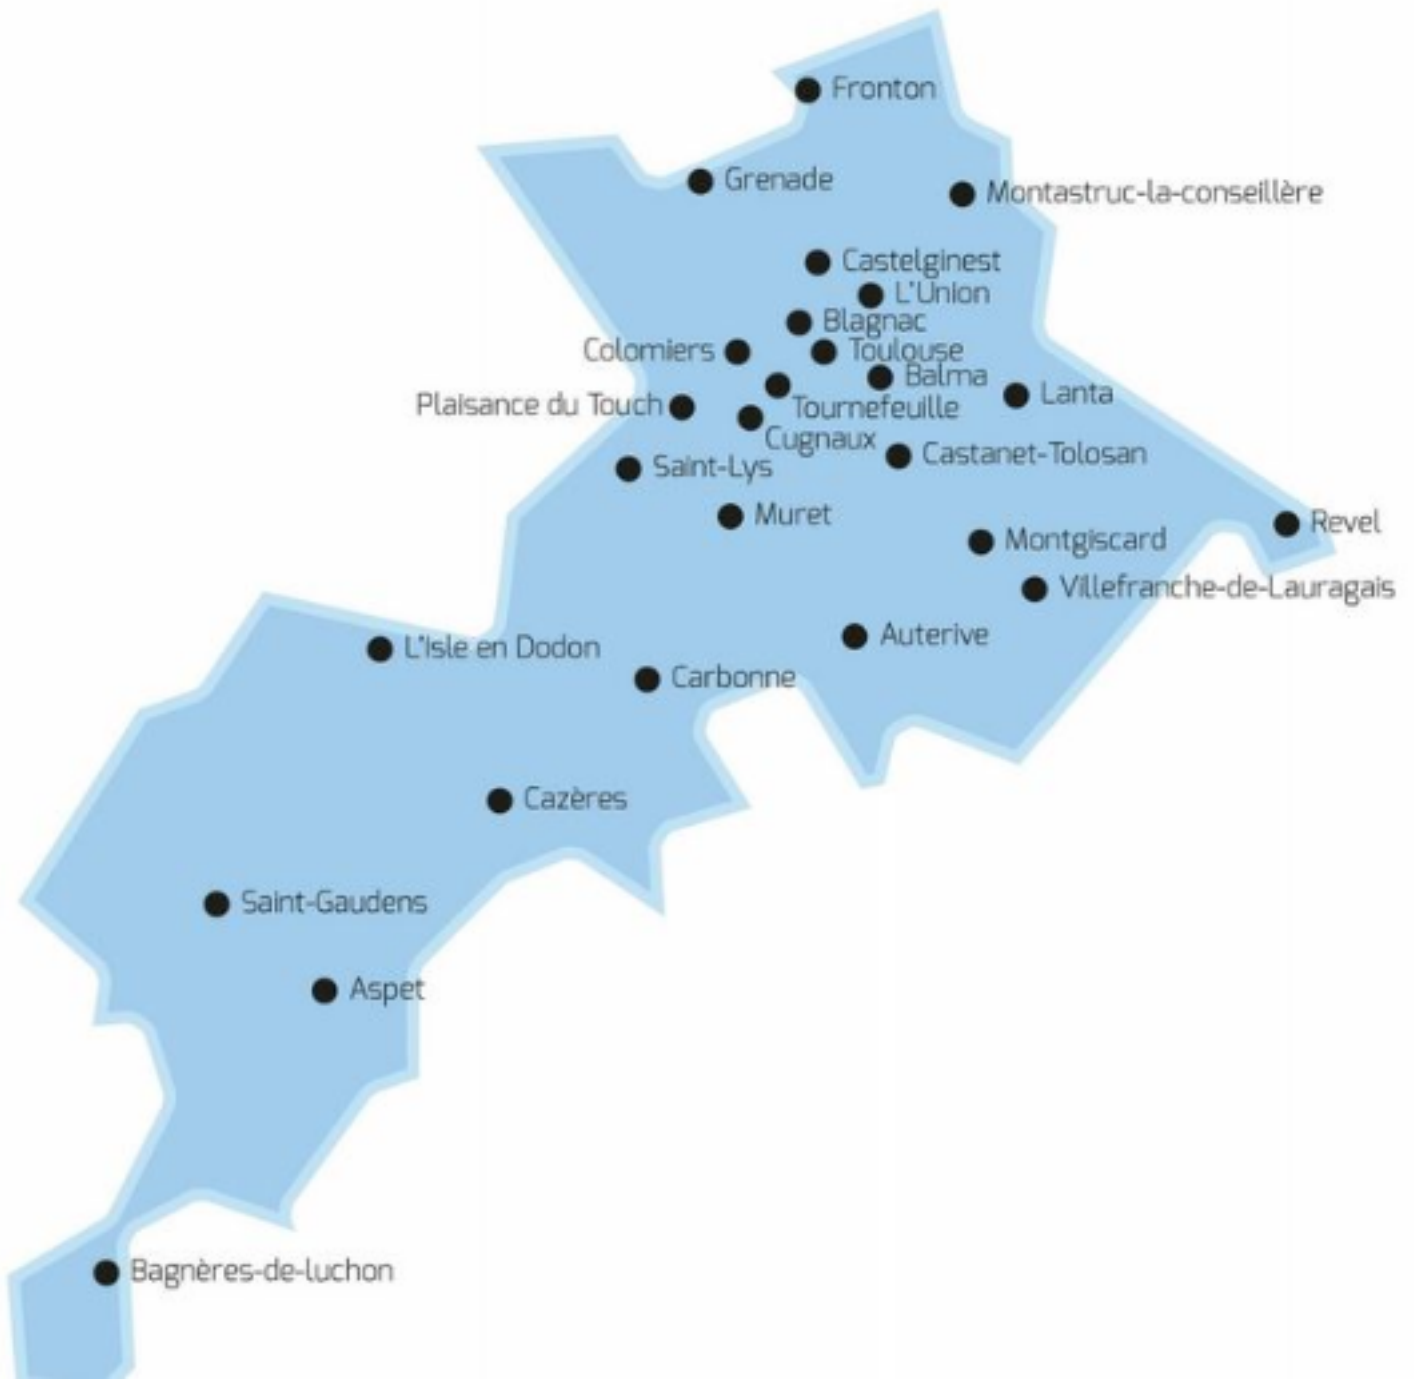 Fronton
Grenade
Montastruc-la-conseillère
Castelginest
L'Union
Blagnac
Colomiers
Toulouse
Balma
Lanta
Plaisance du Touch
Tournefeuille
Cugnaux
Castanet-Tolosan
Saint-Lys
Muret
Revel
Montgiscard
Villefranche-de-Lauragais
Auterive
L'Isle en Dodon
Carbonne
Cazères
Saint-Gaudens
Aspet
Bagnères-de-luchon